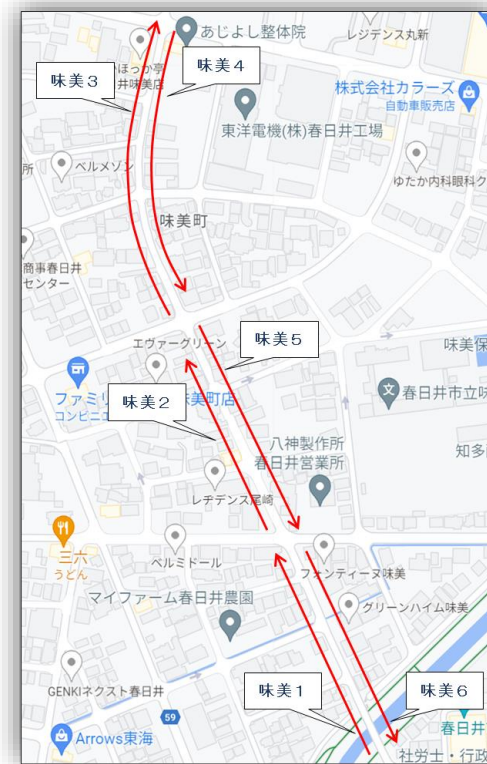 あじよし整体院
レジデンス丸新
味美3
味美4
ほっか亭
井味美店
株式会社カラーズ
自動車販売店
東洋電機(株)春日井工場
所
ベルメゾン
ゆたか内科眼科ク
味美町
商事春日井
センター
エヴァーグリーン
味美5
味美保
ファミリ
味美町店
コンビニエ
味美2
文
春日井市立味
八神製作所
春日井営業所
知多
レヂデンス尾崎
三六
うどん
ベルミドール
フォンティーヌ味美
マイファーム春日井農園
グリーンハイム味美
GENKIネクスト春日井
味美1
味美6
59
Arrows東海
春日井
社労士・行政